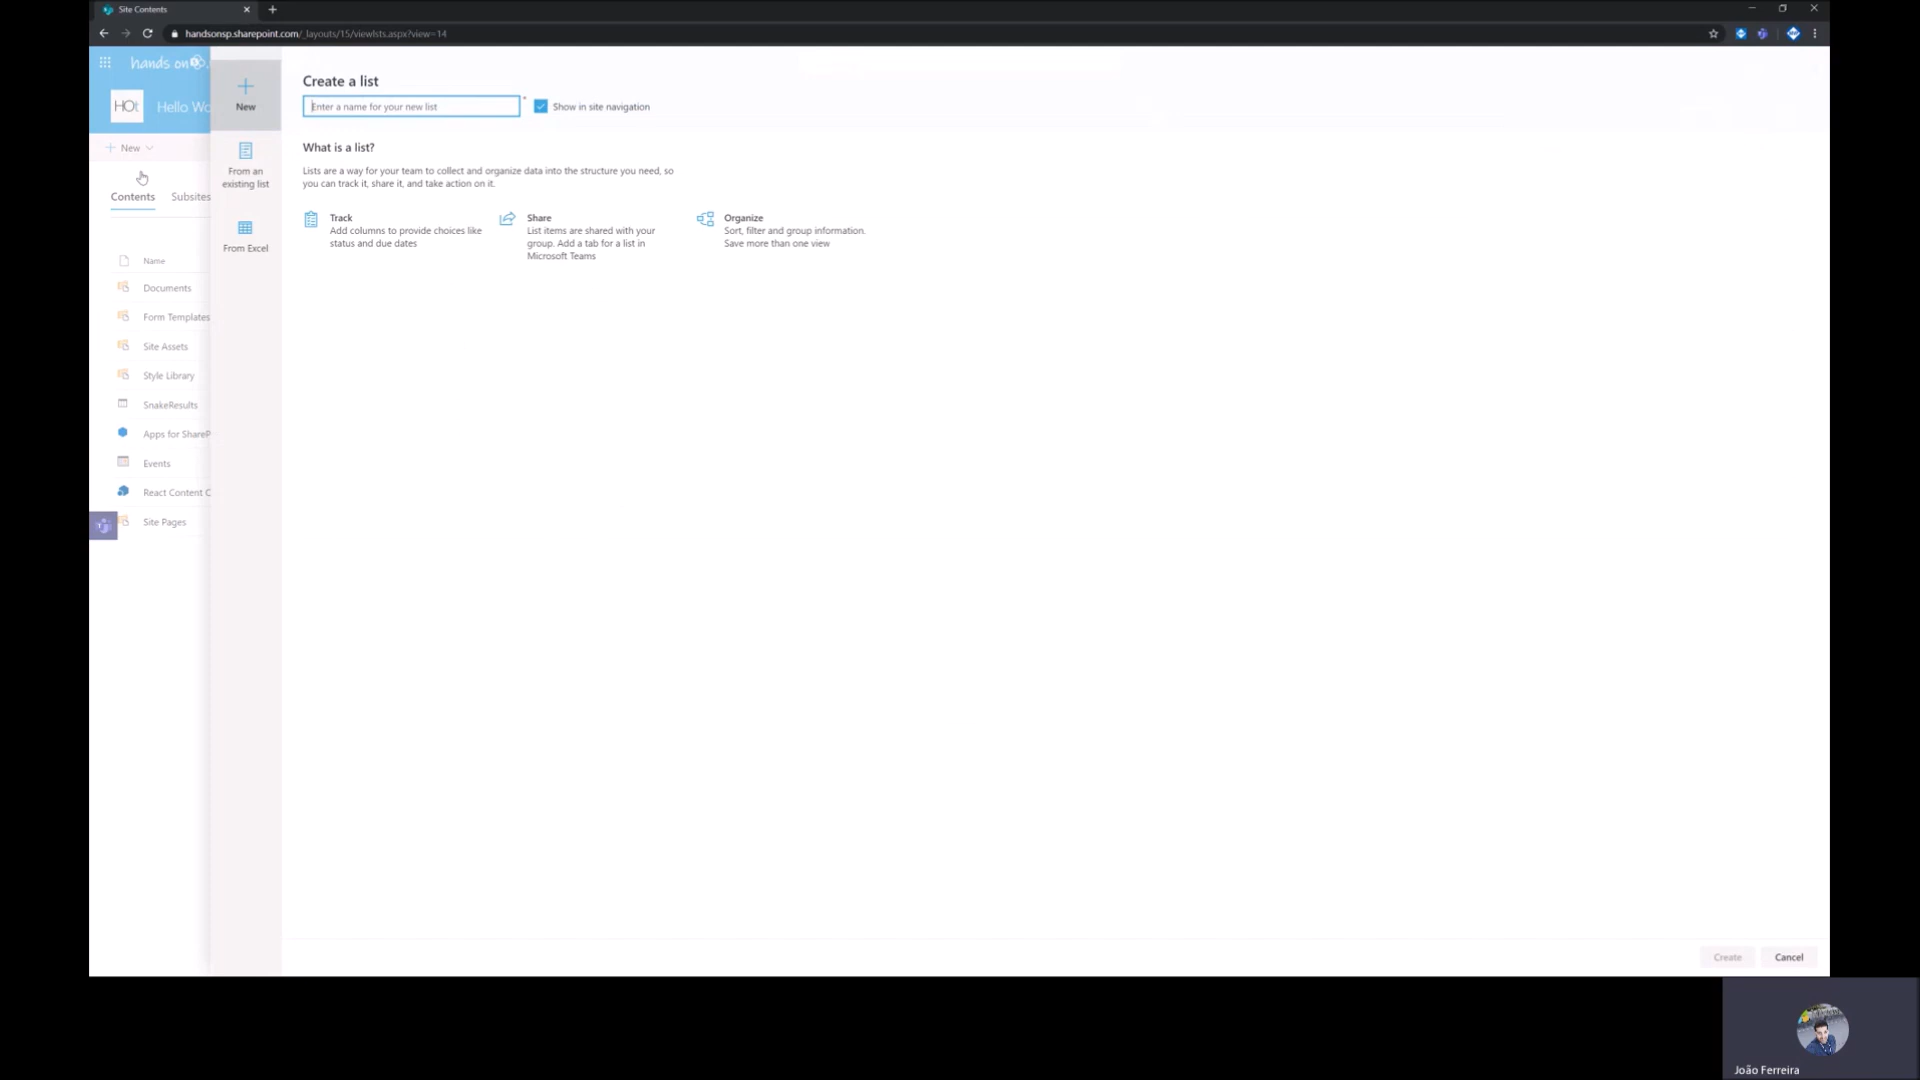 Site Contents
handsonsp.sharepoint.com/_layouts/15/viewlsts.aspx?view=14
hands on
HOt
Hello Wo
New
Contents
Subsites
Name
Documents
Form Templates
Site Assets
Style Library
SnakeResults
Apps for ShareP
Events
React Content C
Site Pages
New
From an
existing list
From Excel
Create a list
Enter a name for your new list
*
Show in site navigation
What is a list?
Lists are a way for your team to collect and organize data into the structure you need, so
you can track it, share it, and take action on it.
Track
Add columns to provide choices like
status and due dates
Share
List items are shared with your
group. Add a tab for a list in
Microsoft Teams
Organize
Sort, filter and group information.
Save more than one view
Create
Cancel
João Ferreira